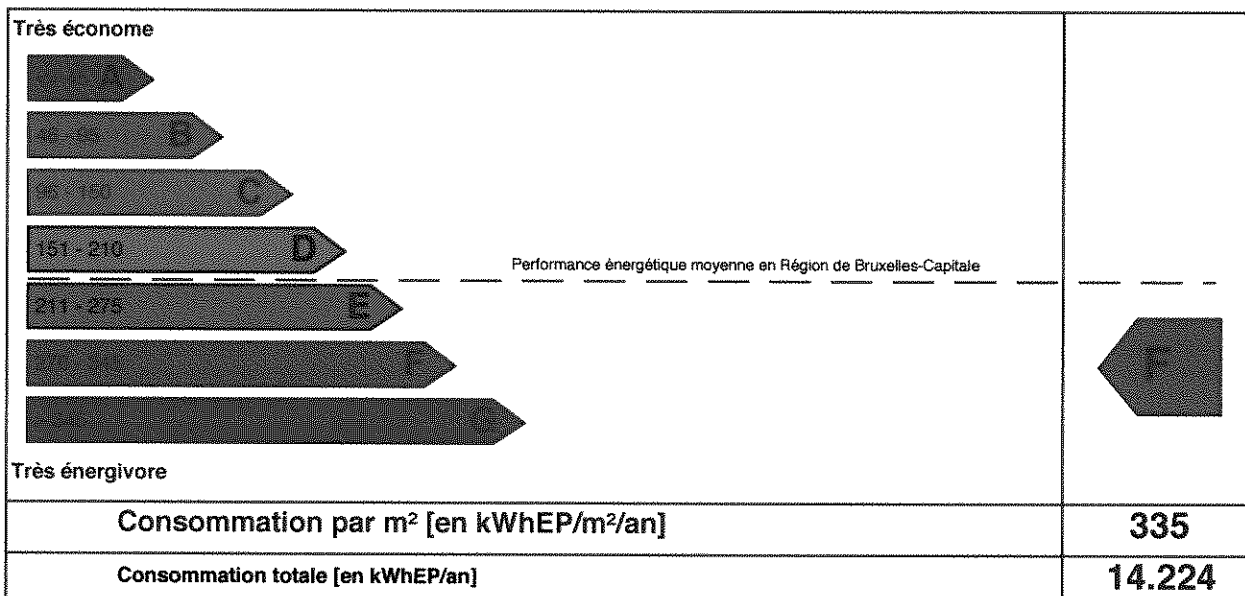 Très économe
A
B
C
151 - 210 D
Performance énergétique moyenne en Région de Bruxelles-Capitale
211 - 275 E
F
G
F
Très énergivore
Consommation par m² [en kWhEP/m²/an] 335
Consommation totale [en kWhEP/an] 14.224